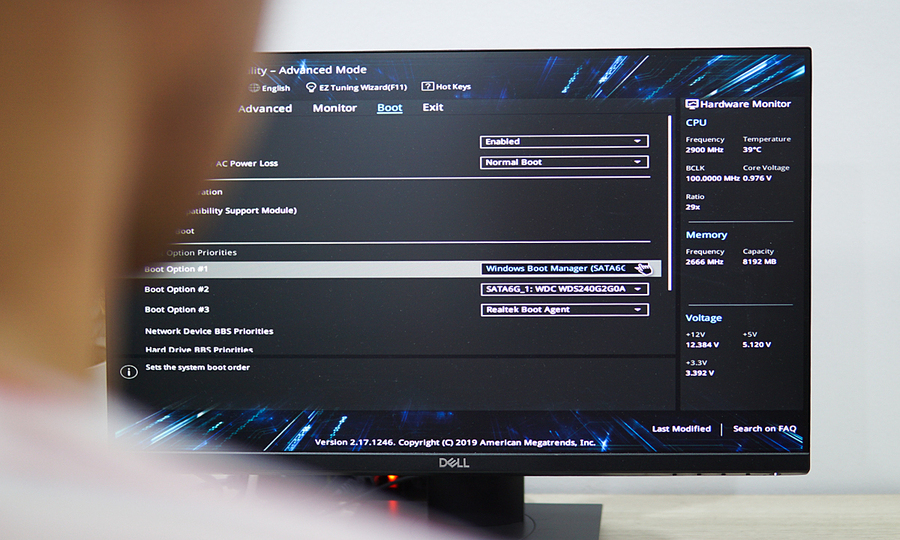 – Advanced Mode
English EZ Tuning Wizard(F11) ? Hot Keys
Advanced Monitor Boot Exit
Hardware Monitor
CPU
Frequency Temperature
2900 MHz 39°C
BCLK Core Voltage
100.0000 MHz 0.976 V
Ratio
29x
Memory
Frequency Capacity
2666 MHz 8192 MB
Voltage
+12V +5V
12.384 V 5.120 V
+3.3V
3.392 V
Enabled
AC Power Loss Normal Boot
Support Module)
Option Priorities
Boot Option #1 Windows Boot Manager (SATA6G
Boot Option #2 SATA6G_1: WDC WDS240G2G0A
Boot Option #3 Realtek Boot Agent
Network Device BBS Priorities
Hard Drive BBS Priorities
Sets the system boot order
Last Modified Search on FAQ
Version 2.17.1246. Copyright (C) 2019 American Megatrends, Inc.
DELL